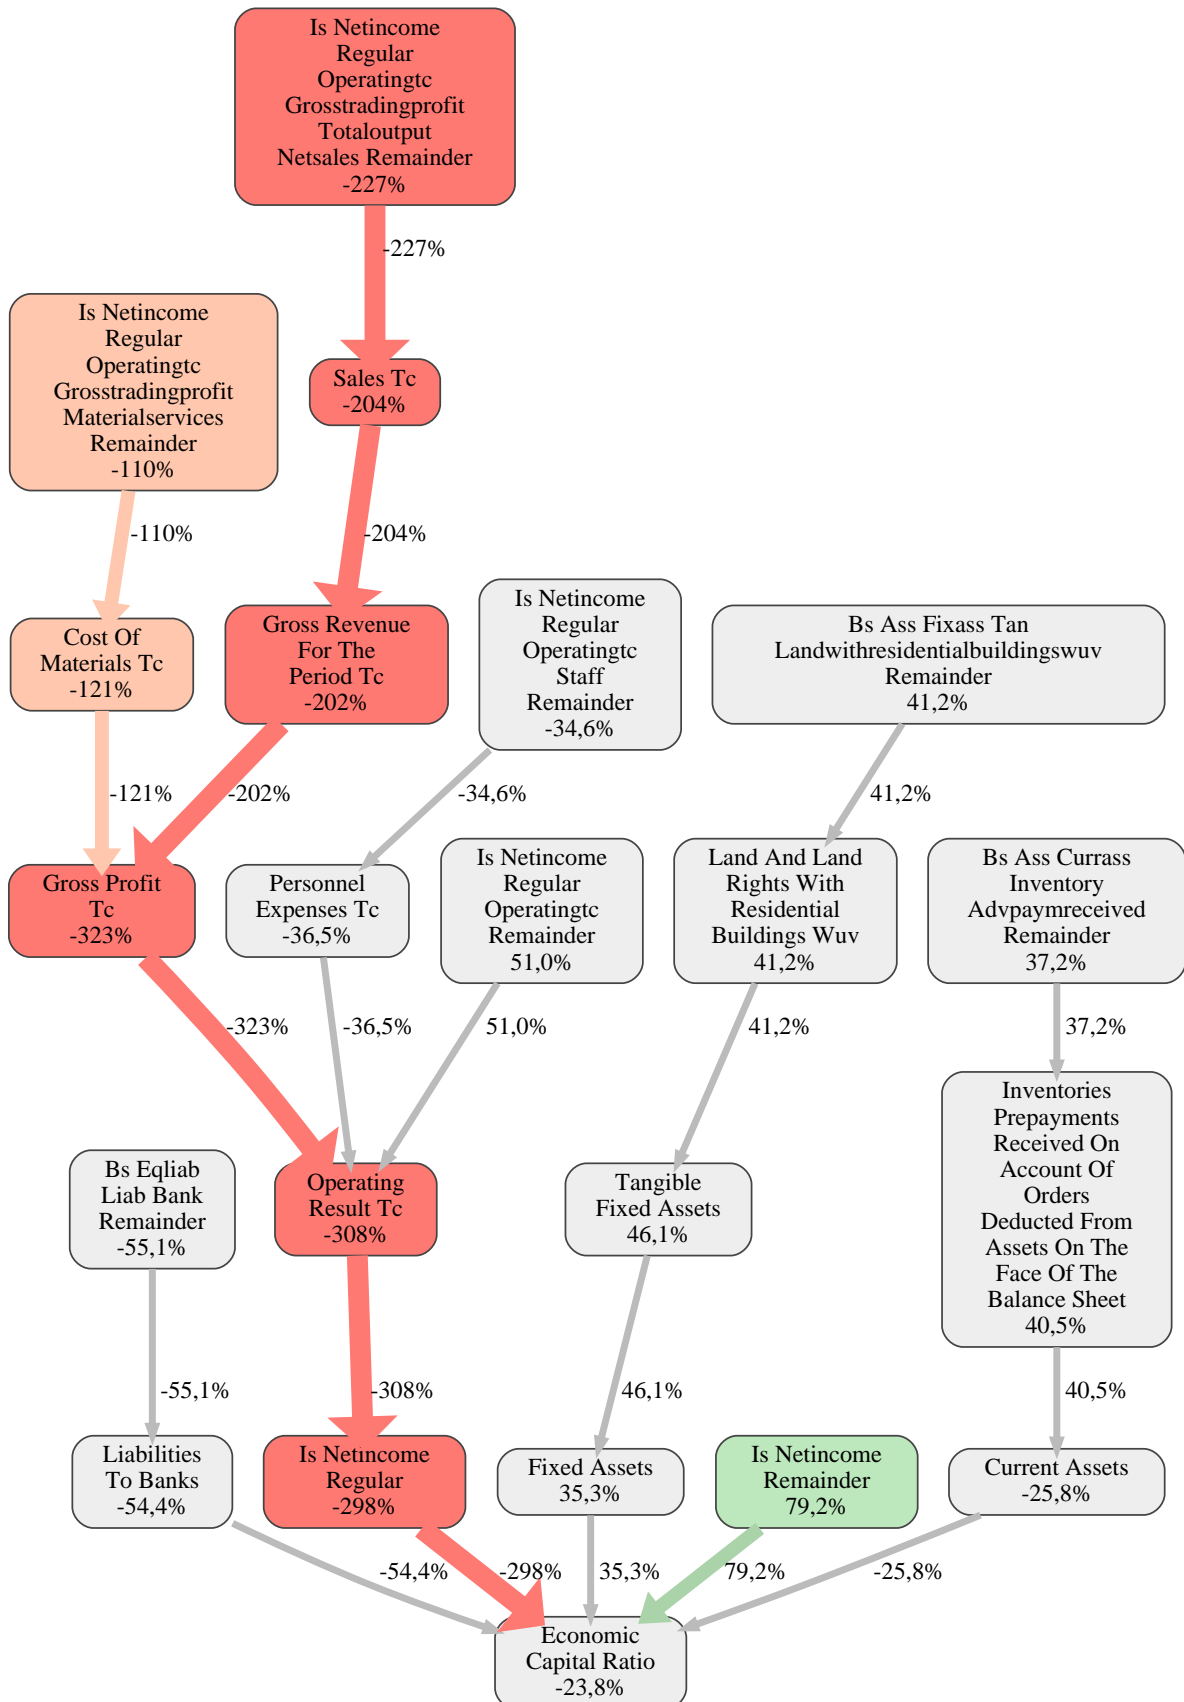 Is Netincome
Regular
Operatingtc
Grosstradingprofit
Totaloutput
Netsales Remainder
-227%
-227%
Is Netincome
Regular
Operatingtc
Grosstradingprofit
Materialservices
Remainder
-110%
Sales Tc
-204%
-110%
-204%
Cost Of
Materials Tc
-121%
Gross Revenue
For The
Period Tc
-202%
Is Netincome
Regular
Operatingtc
Staff
Remainder
-34,6%
Bs Ass Fixass Tan
Landwithresidentialbuildingswuv
Remainder
41,2%
-121%
-202%
-34,6%
41,2%
Gross Profit
Tc
-323%
Personnel
Expenses Tc
-36,5%
Is Netincome
Regular
Operatingtc
Remainder
51,0%
Land And Land
Rights With
Residential
Buildings Wuv
41,2%
Bs Ass Currass
Inventory
Advpaymreceived
Remainder
37,2%
-323%
-36,5%
51,0%
41,2%
37,2%
Bs Eqliab
Liab Bank
Remainder
-55,1%
Operating
Result Tc
-308%
Tangible
Fixed Assets
46,1%
Inventories
Prepayments
Received On
Account Of
Orders
Deducted From
Assets On The
Face Of The
Balance Sheet
40,5%
-55,1%
-308%
46,1%
40,5%
Liabilities
To Banks
-54,4%
Is Netincome
Regular
-298%
Fixed Assets
35,3%
Is Netincome
Remainder
79,2%
Current Assets
-25,8%
-54,4%
-298%
35,3%
79,2%
-25,8%
Economic
Capital Ratio
-23,8%